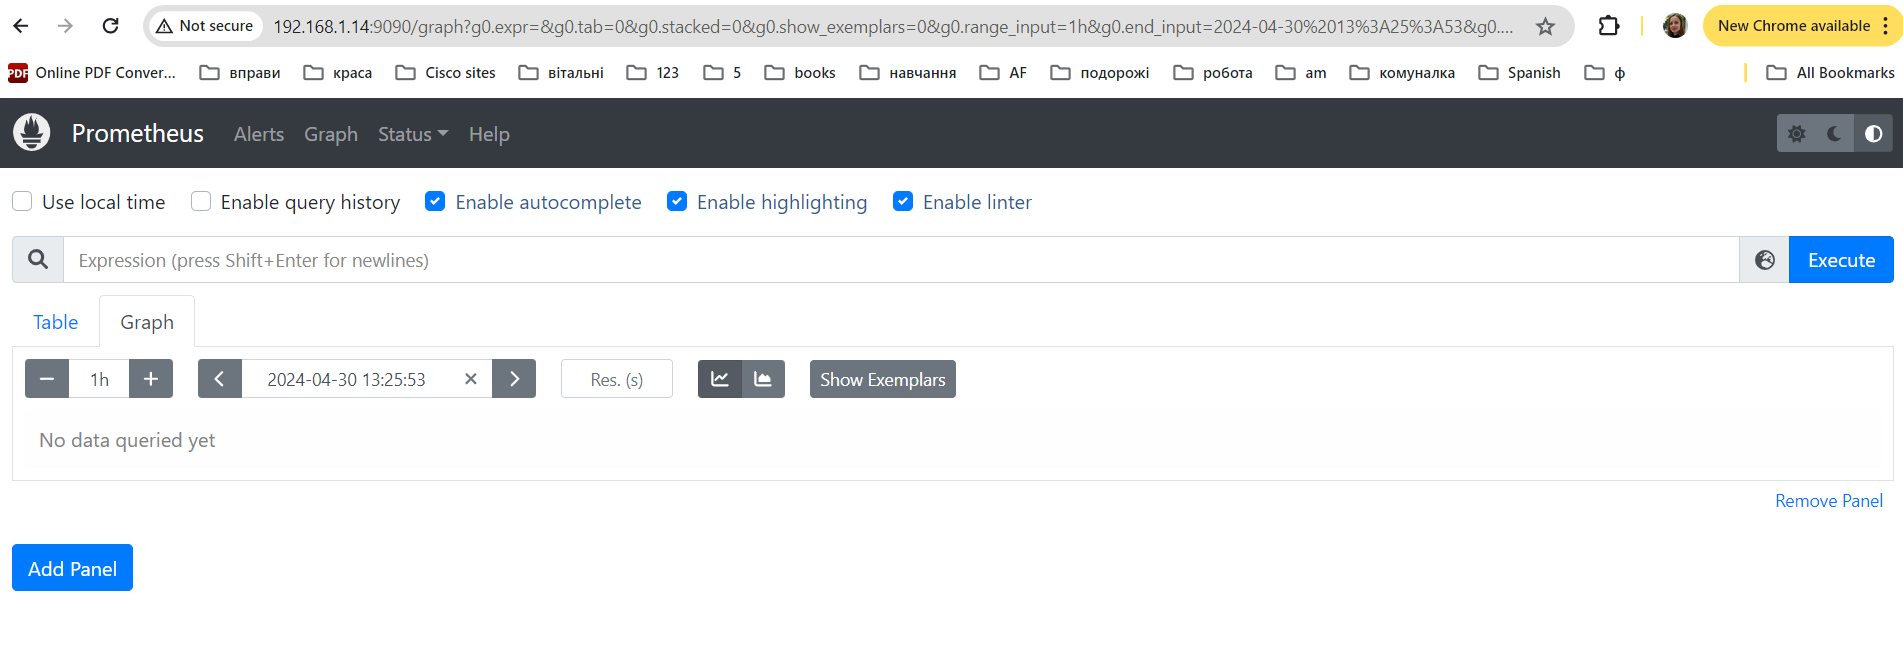 Not secure 192.168.1.14:9090/graph?g0.expr=&g0.tab=0&g0.stacked=0&g0.show_exemplars=0&g0.range_input=1h&g0.end_input=2024-04-30%2013%3A25%3A53&g0.... New Chrome available
PDF Online PDF Conver... вправи краса Cisco sites вітальні 123 5 books навчання AF подорожі робота am комуналка Spanish ф All Bookmarks
Prometheus Alerts Graph Status Help
Use local time Enable query history Enable autocomplete Enable highlighting Enable linter
Expression (press Shift+Enter for newlines) Execute
Table Graph
1h 2024-04-30 13:25:53 Res. (s) Show Exemplars
No data queried yet
Remove Panel
Add Panel